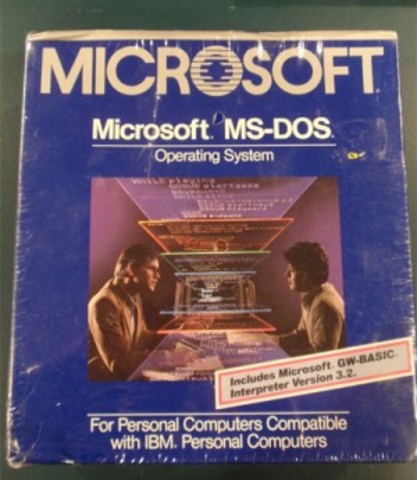 MICROSOFT
Microsoft® MS-DOS®
Operating System
Includes Microsoft® GW-BASIC®
Interpreter Version 3.2.
For Personal Computers Compatible
with IBM® Personal Computers